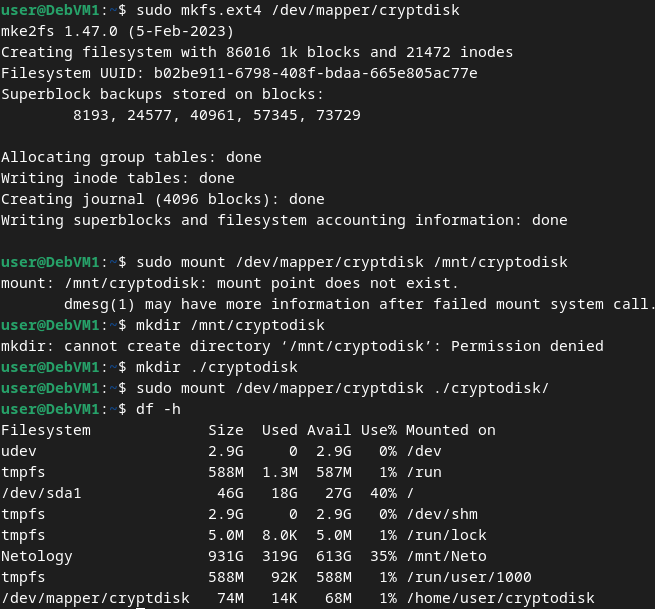 user@DebVM1:~$ sudo mkfs.ext4 /dev/mapper/cryptdisk
mke2fs 1.47.0 (5-Feb-2023)
Creating filesystem with 86016 1k blocks and 21472 inodes
Filesystem UUID: b02be911-6798-408f-bdaa-665e805ac77e
Superblock backups stored on blocks:
        8193, 24577, 40961, 57345, 73729

Allocating group tables: done
Writing inode tables: done
Creating journal (4096 blocks): done
Writing superblocks and filesystem accounting information: done

user@DebVM1:~$ sudo mount /dev/mapper/cryptdisk /mnt/cryptodisk
mount: /mnt/cryptodisk: mount point does not exist.
       dmesg(1) may have more information after failed mount system call.
user@DebVM1:~$ mkdir /mnt/cryptodisk
mkdir: cannot create directory ‘/mnt/cryptodisk’: Permission denied
user@DebVM1:~$ mkdir ./cryptodisk
user@DebVM1:~$ sudo mount /dev/mapper/cryptdisk ./cryptodisk/
user@DebVM1:~$ df -h
Filesystem             Size  Used Avail Use% Mounted on
udev                   2.9G     0  2.9G   0% /dev
tmpfs                  588M  1.3M  587M   1% /run
/dev/sda1               46G   18G   27G  40% /
tmpfs                  2.9G     0  2.9G   0% /dev/shm
tmpfs                  5.0M  8.0K  5.0M   1% /run/lock
Netology               931G  319G  613G  35% /mnt/Neto
tmpfs                  588M   92K  588M   1% /run/user/1000
/dev/mapper/cryptdisk   74M   14K   68M   1% /home/user/cryptodisk